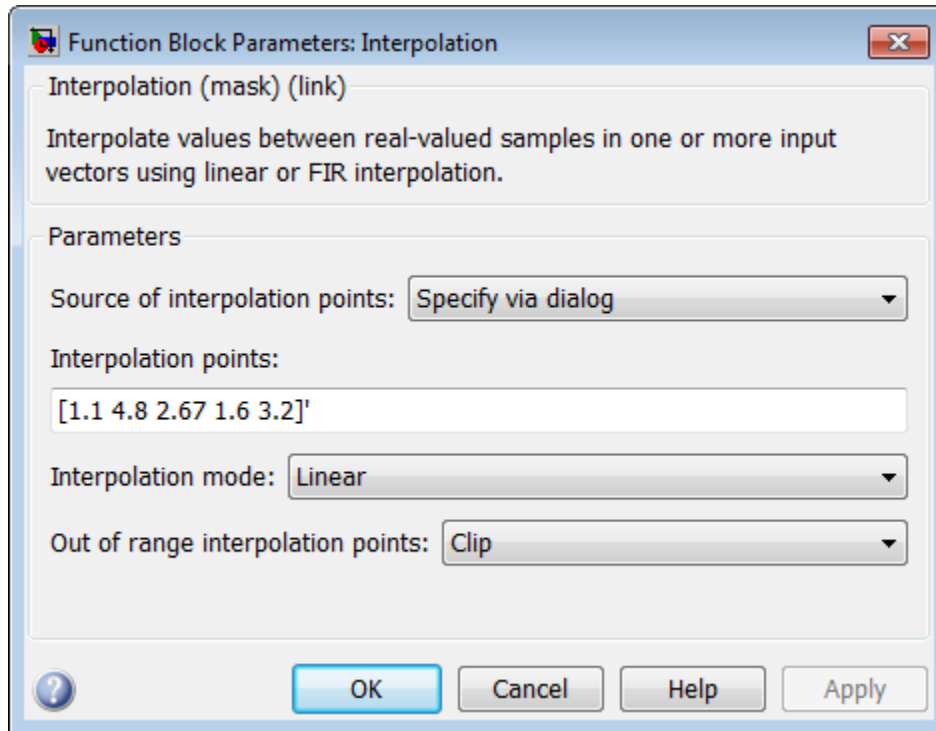 Function Block Parameters: Interpolation
Interpolation (mask) (link)
Interpolate values between real-valued samples in one or more input
vectors using linear or FIR interpolation.
Parameters
Source of interpolation points: Specify via dialog
Interpolation points:
[1.1 4.8 2.67 1.6 3.2]'
Interpolation mode: Linear
Out of range interpolation points: Clip
? OK Cancel Help Apply